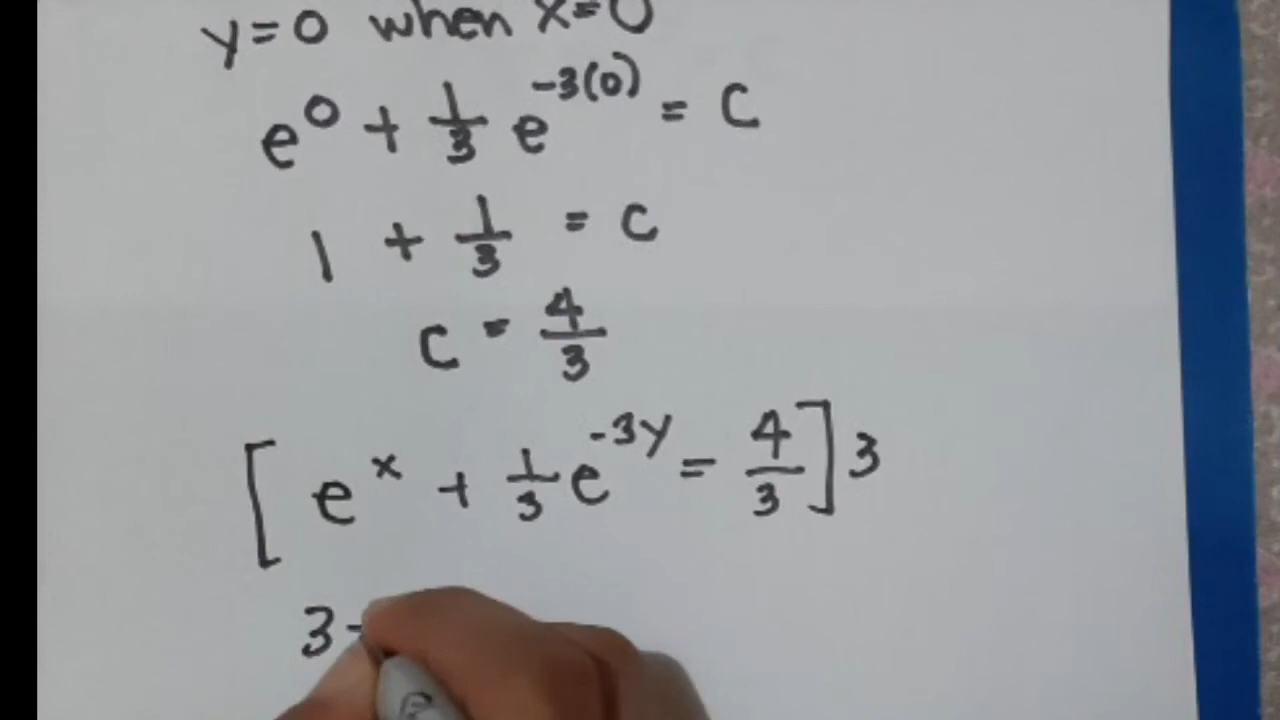 y=0 when x=0
e^0 + 1/3 e^-3(0) = C
1 + 1/3 = C
C = 4/3
[e^x + 1/3 e^-3y = 4/3] 3
3